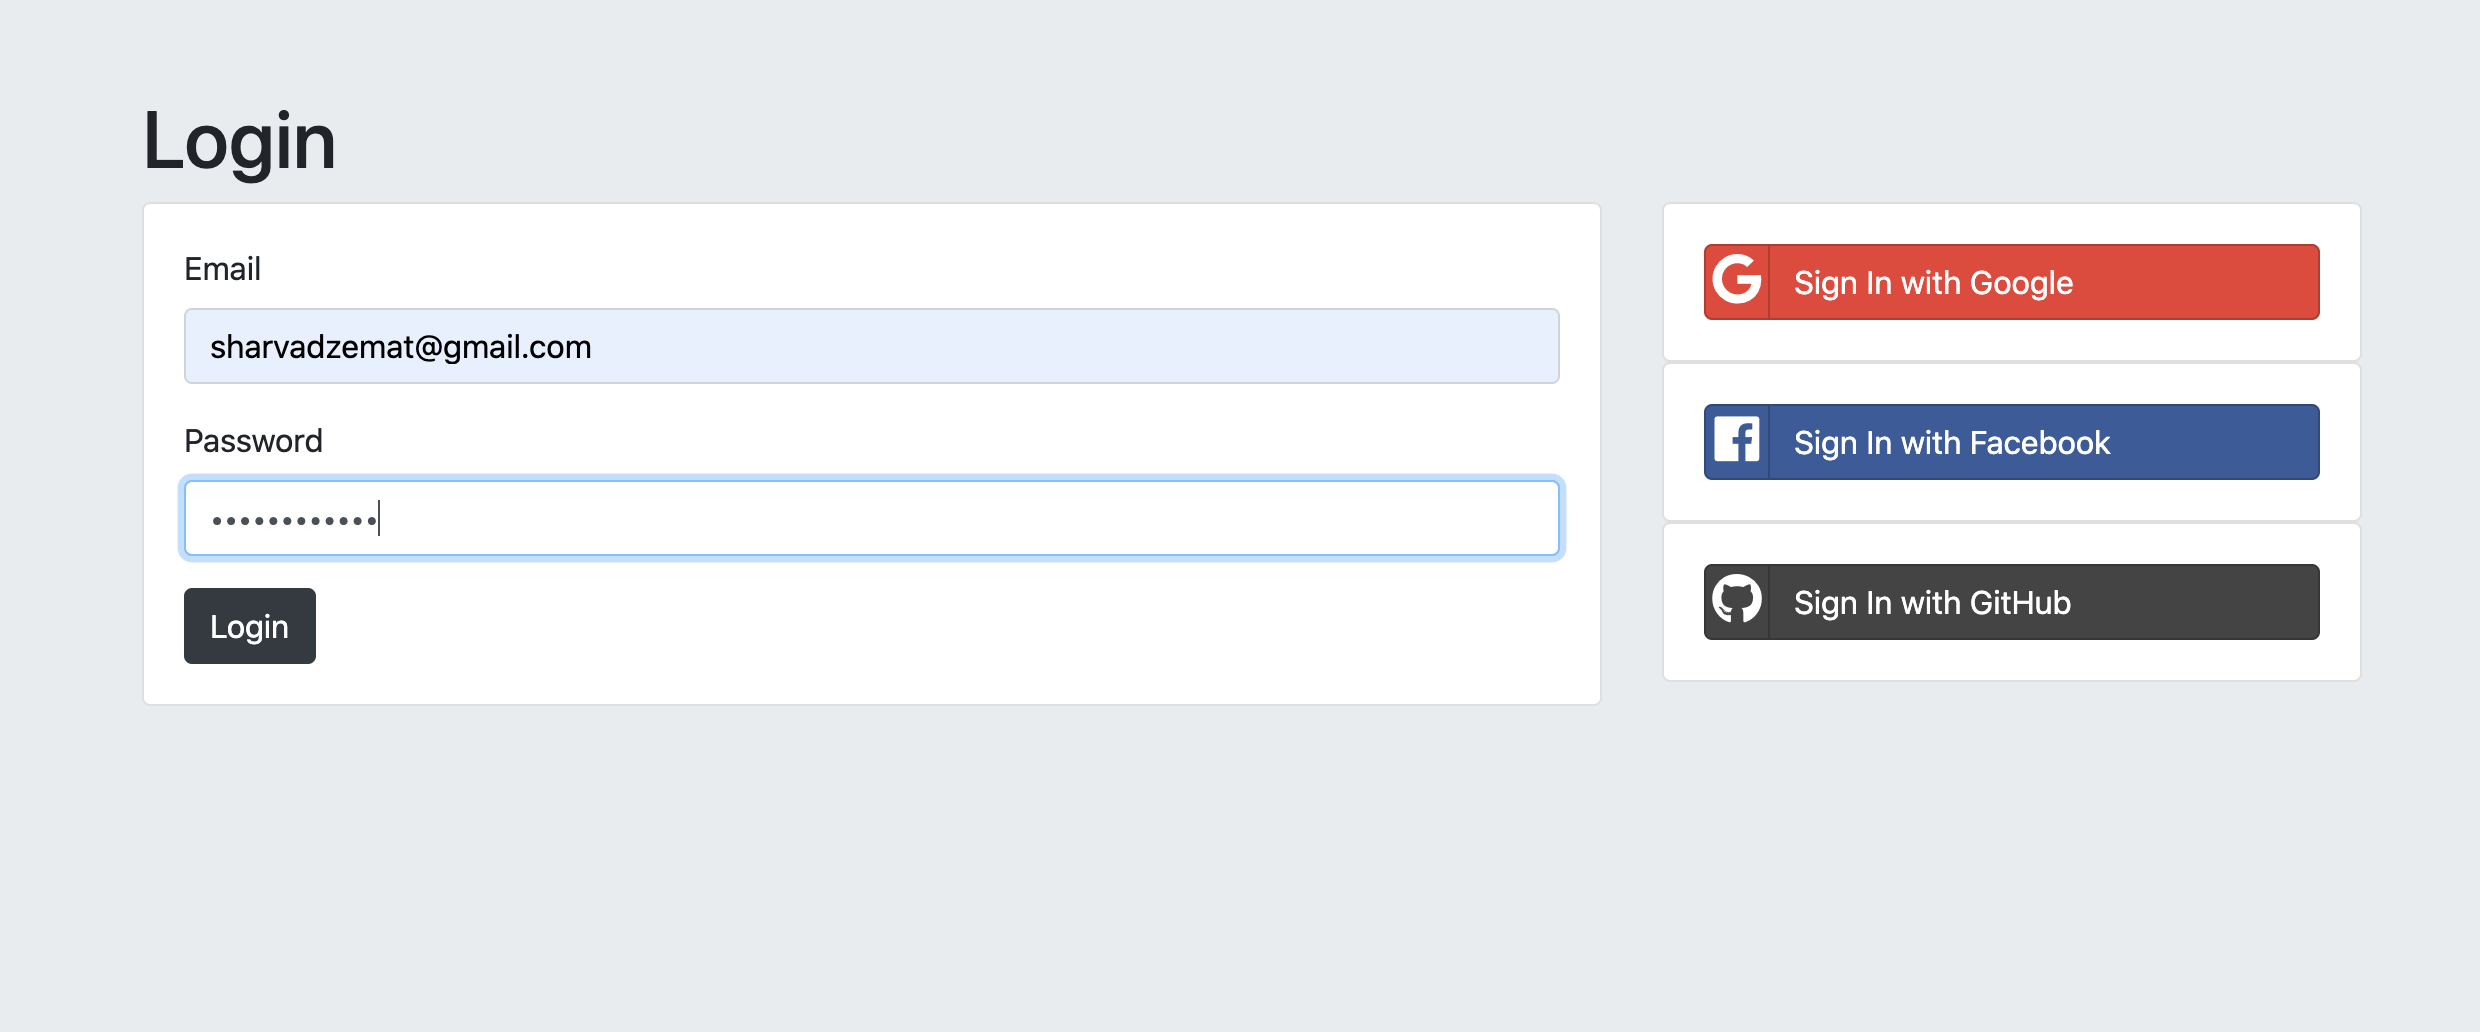 Login
Email
sharvadzemat@gmail.com
Password
••••••••••••
Login
Sign In with Google
Sign In with Facebook
Sign In with GitHub